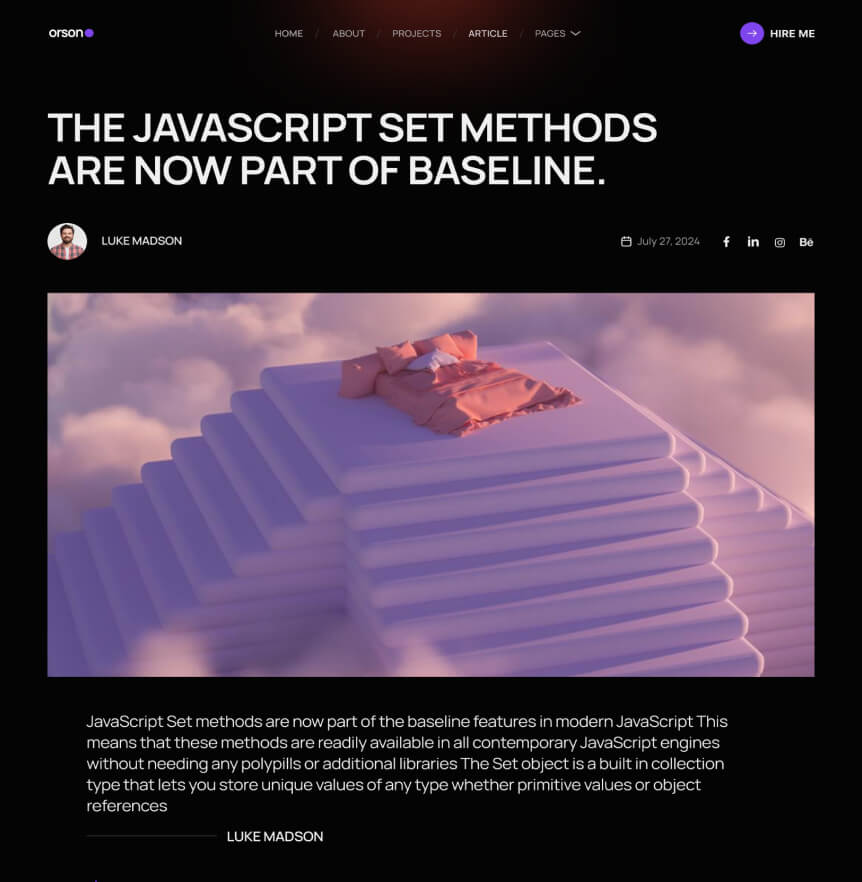 orson
HOME / ABOUT / PROJECTS / ARTICLE / PAGES
HIRE ME
THE JAVASCRIPT SET METHODS
ARE NOW PART OF BASELINE.
LUKE MADSON
July 27, 2024
f in Bē
JavaScript Set methods are now part of the baseline features in modern JavaScript This
means that these methods are readily available in all contemporary JavaScript engines
without needing any polypills or additional libraries The Set object is a built in collection
type that lets you store unique values of any type whether primitive values or object
references
LUKE MADSON